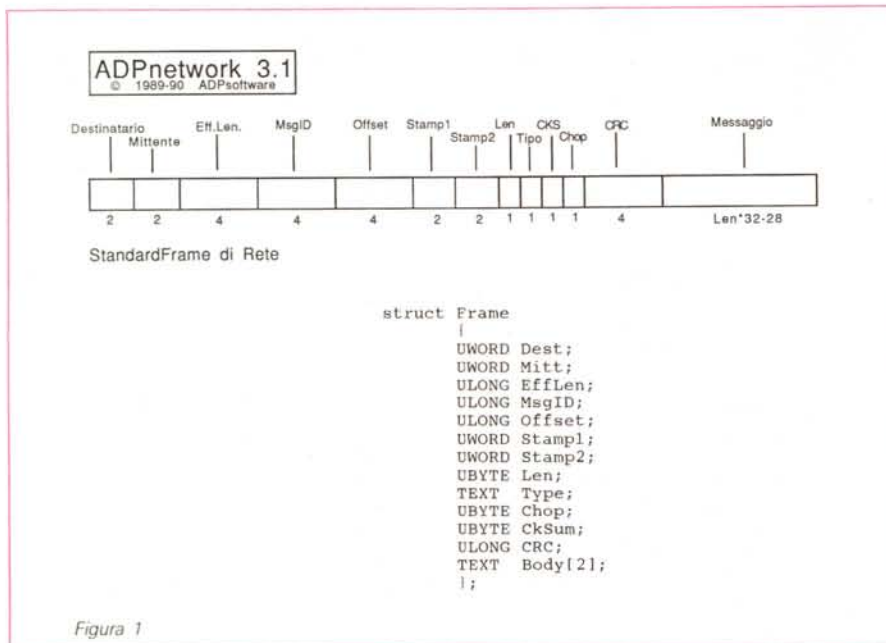 ADPnetwork 3.1
© 1989-90 ADPsoftware
Destinatario Mittente Eff.Len. MsgID Offset Stamp1 Stamp2 Len Tipo CKS Chop CRC Messaggio
2 2 4 4 4 2 2 1 1 1 1 4 Len*32-28
StandardFrame di Rete
struct Frame
{
UWORD Dest;
UWORD Mitt;
ULONG EffLen;
ULONG MsgID;
ULONG Offset;
UWORD Stamp1;
UWORD Stamp2;
UBYTE Len;
TEXT Type;
UBYTE Chop;
UBYTE CkSum;
ULONG CRC;
TEXT Body[2];
};
Figura 1